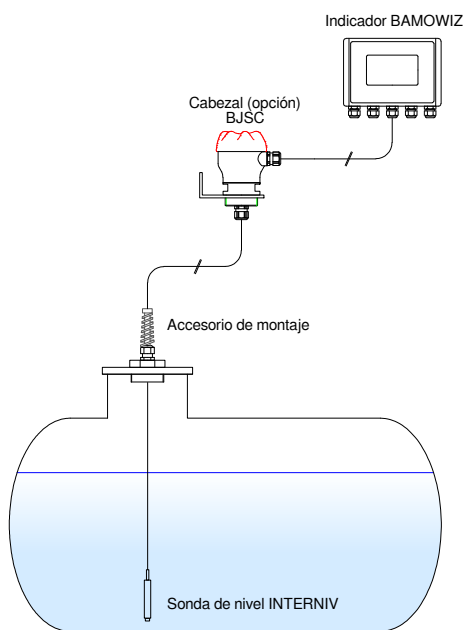 Indicador BAMOWIZ
Cabezal (opción)
BJSC
Accesorio de montaje
Sonda de nivel INTERNIV